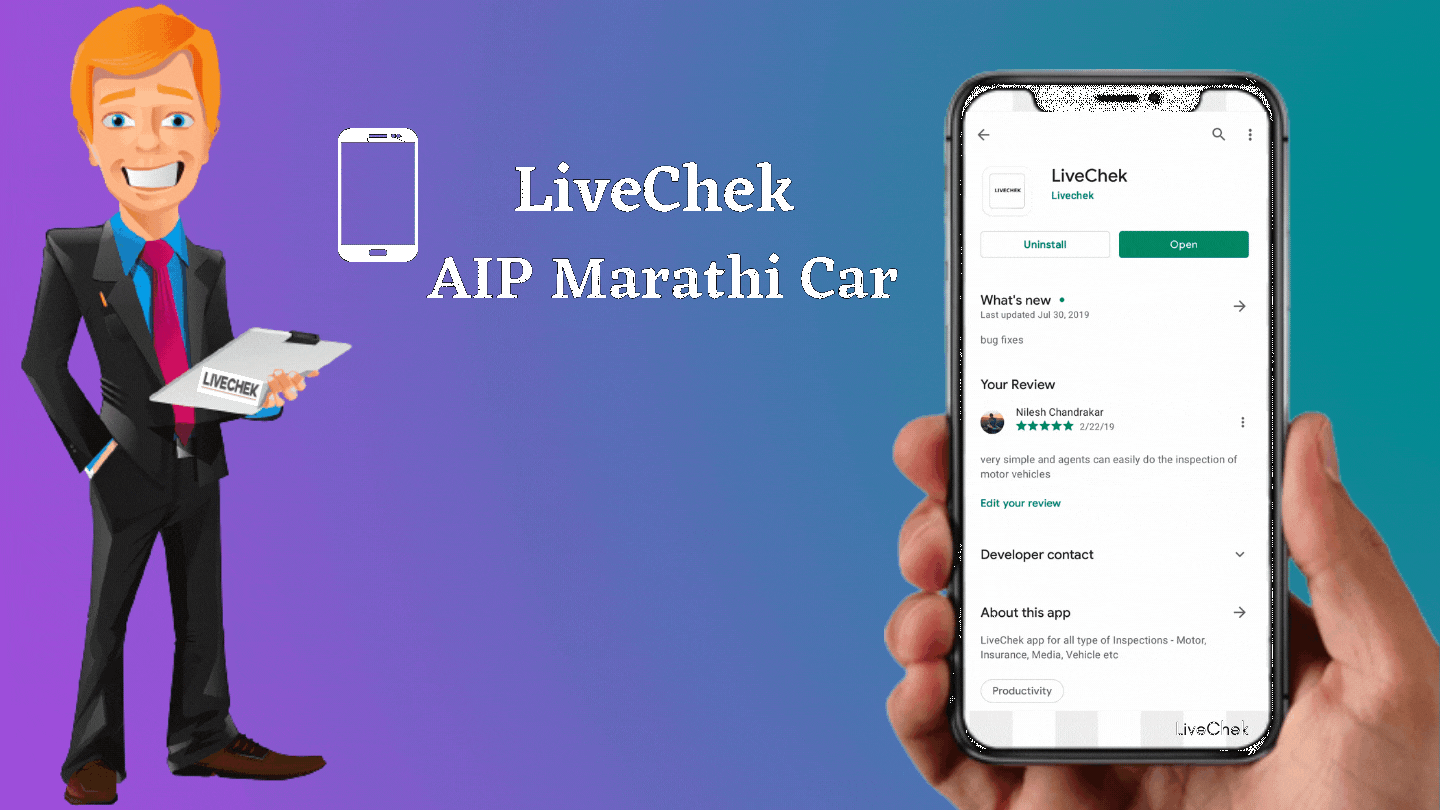 LiveChek
AIP Marathi Car
LIVECHEK
LIVECHEK
LiveChek
Livechek
Uninstall
Open
What's new
Last updated Jul 30, 2019
bug fixes
Your Review
Nilesh Chandrakar
2/22/19
very simple and agents can easily do the inspection of
motor vehicles
Edit your review
Developer contact
About this app
LiveChek app for all type of Inspections - Motor,
Insurance, Media, Vehicle etc
Productivity
LiveChek